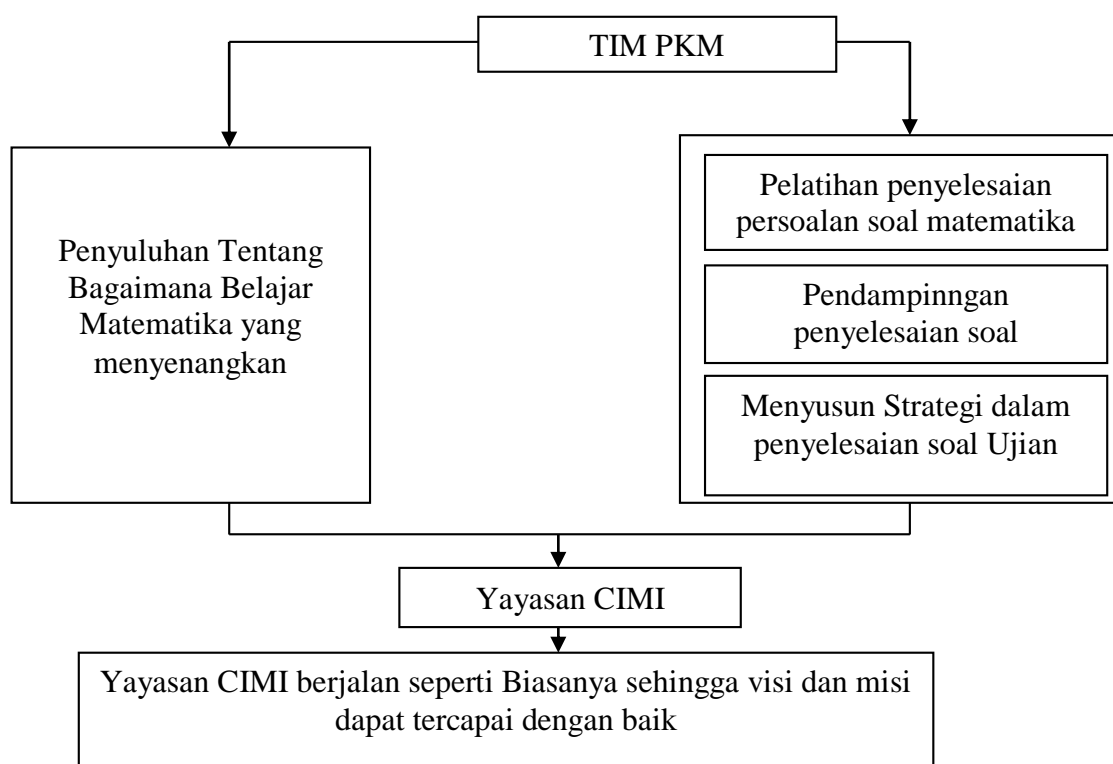 TIM PKM
Penyuluhan Tentang
Bagaimana Belajar
Matematika yang
menyenangkan
Pelatihan penyelesaian
persoalan soal matematika
Pendampinngan
penyelesaian soal
Menyusun Strategi dalam
penyelesaian soal Ujian
Yayasan CIMI
Yayasan CIMI berjalan seperti Biasanya sehingga visi dan misi
dapat tercapai dengan baik